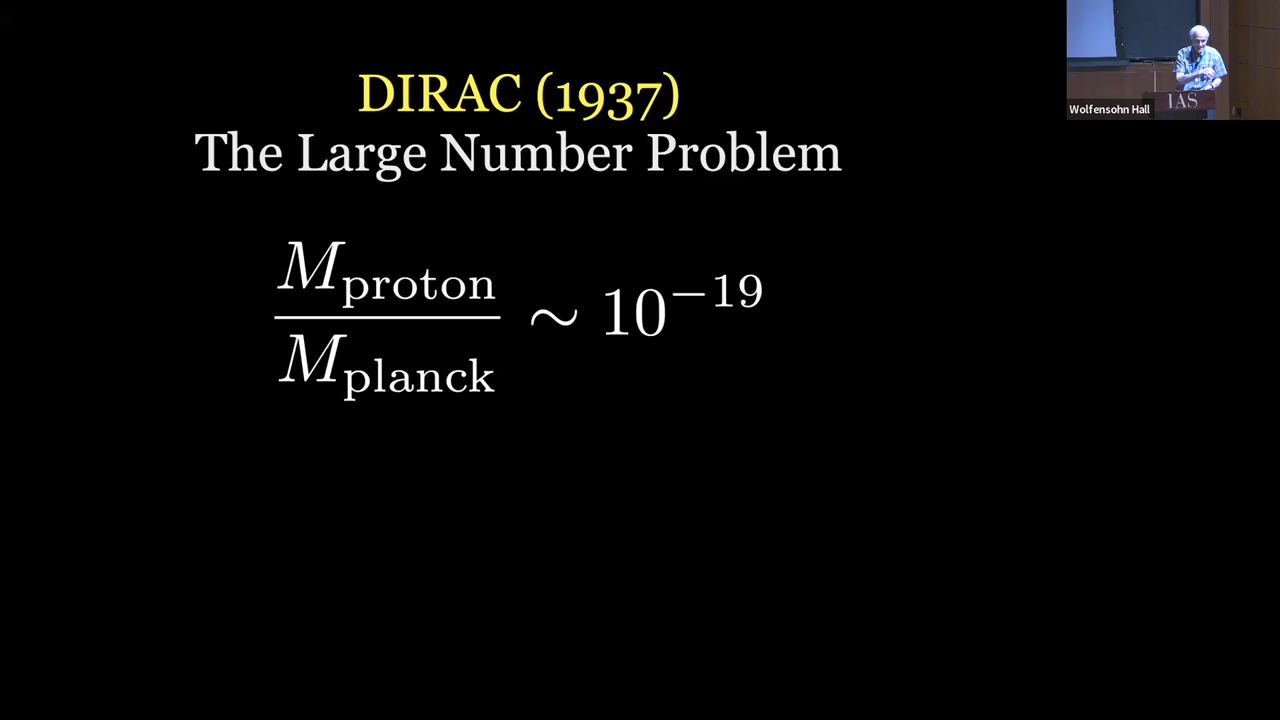 DIRAC (1937)
The Large Number Problem
M_proton / M_planck ∼ 10^−19
Wolfensohn Hall
IAS